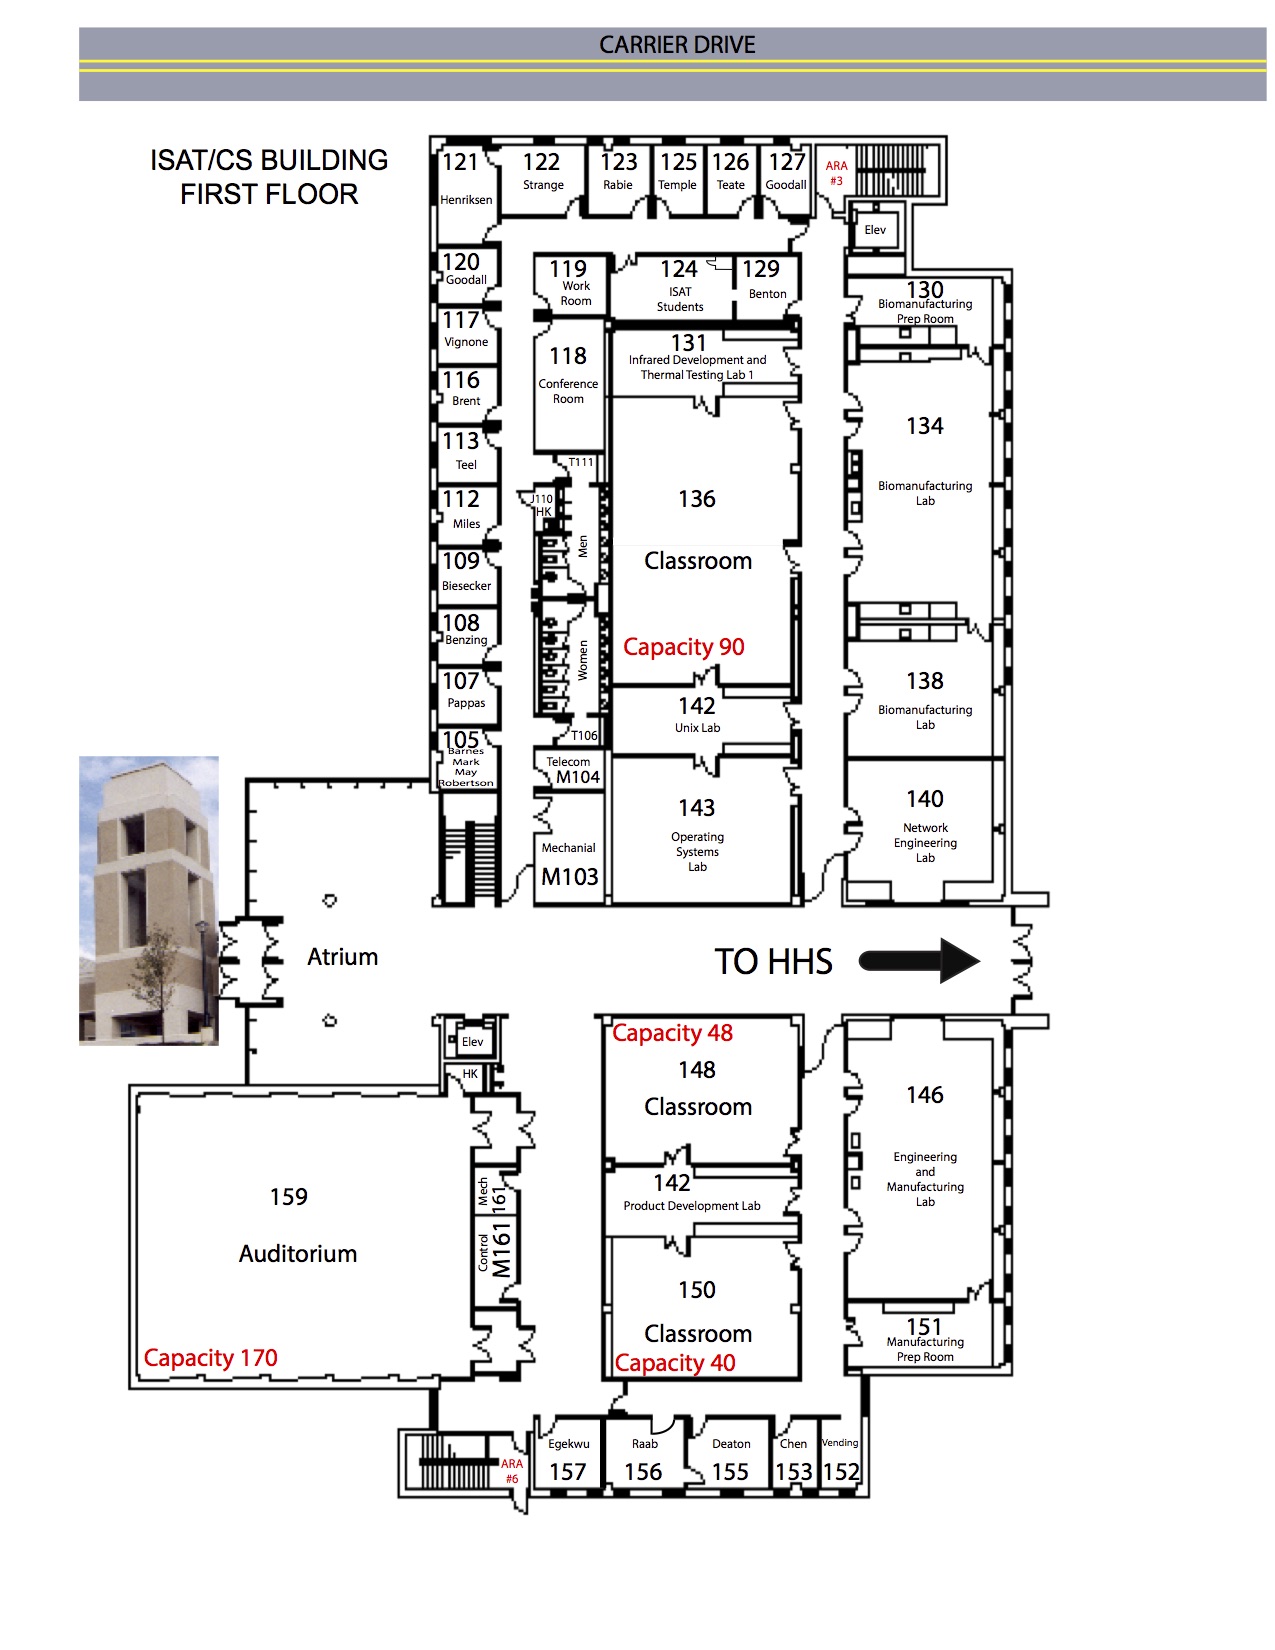 CARRIER DRIVE
ISAT/CS BUILDING
FIRST FLOOR
121
Henriksen
122
Strange
123
Rabie
125
Temple
126
Teate
127
Goodall
ARA
#3
Elev
120
Goodall
119
Work
Room
124
ISAT
Students
129
Benton
130
Biomanufacturing
Prep Room
117
Vignone
118
Conference
Room
131
Infrared Development and
Thermal Testing Lab 1
116
Brent
134
Biomanufacturing
Lab
113
Teel
T111
112
Miles
J110
HK
Men
136
Classroom
Capacity 90
109
Biesecker
108
Benzing
Women
107
Pappas
138
Biomanufacturing
Lab
142
Unix Lab
105
Barnes
Mark
May
Robertson
T106
Telecom
M104
143
Operating
Systems
Lab
140
Network
Engineering
Lab
Mechanial
M103
Atrium
TO HHS
Elev
HK
Capacity 48
148
Classroom
146
Engineering
and
Manufacturing
Lab
159
Auditorium
Capacity 170
Mech
161
Control
M161
142
Product Development Lab
150
Classroom
Capacity 40
151
Manufacturing
Prep Room
ARA
#6
Egekwu
157
Raab
156
Deaton
155
Chen
153
Vending
152